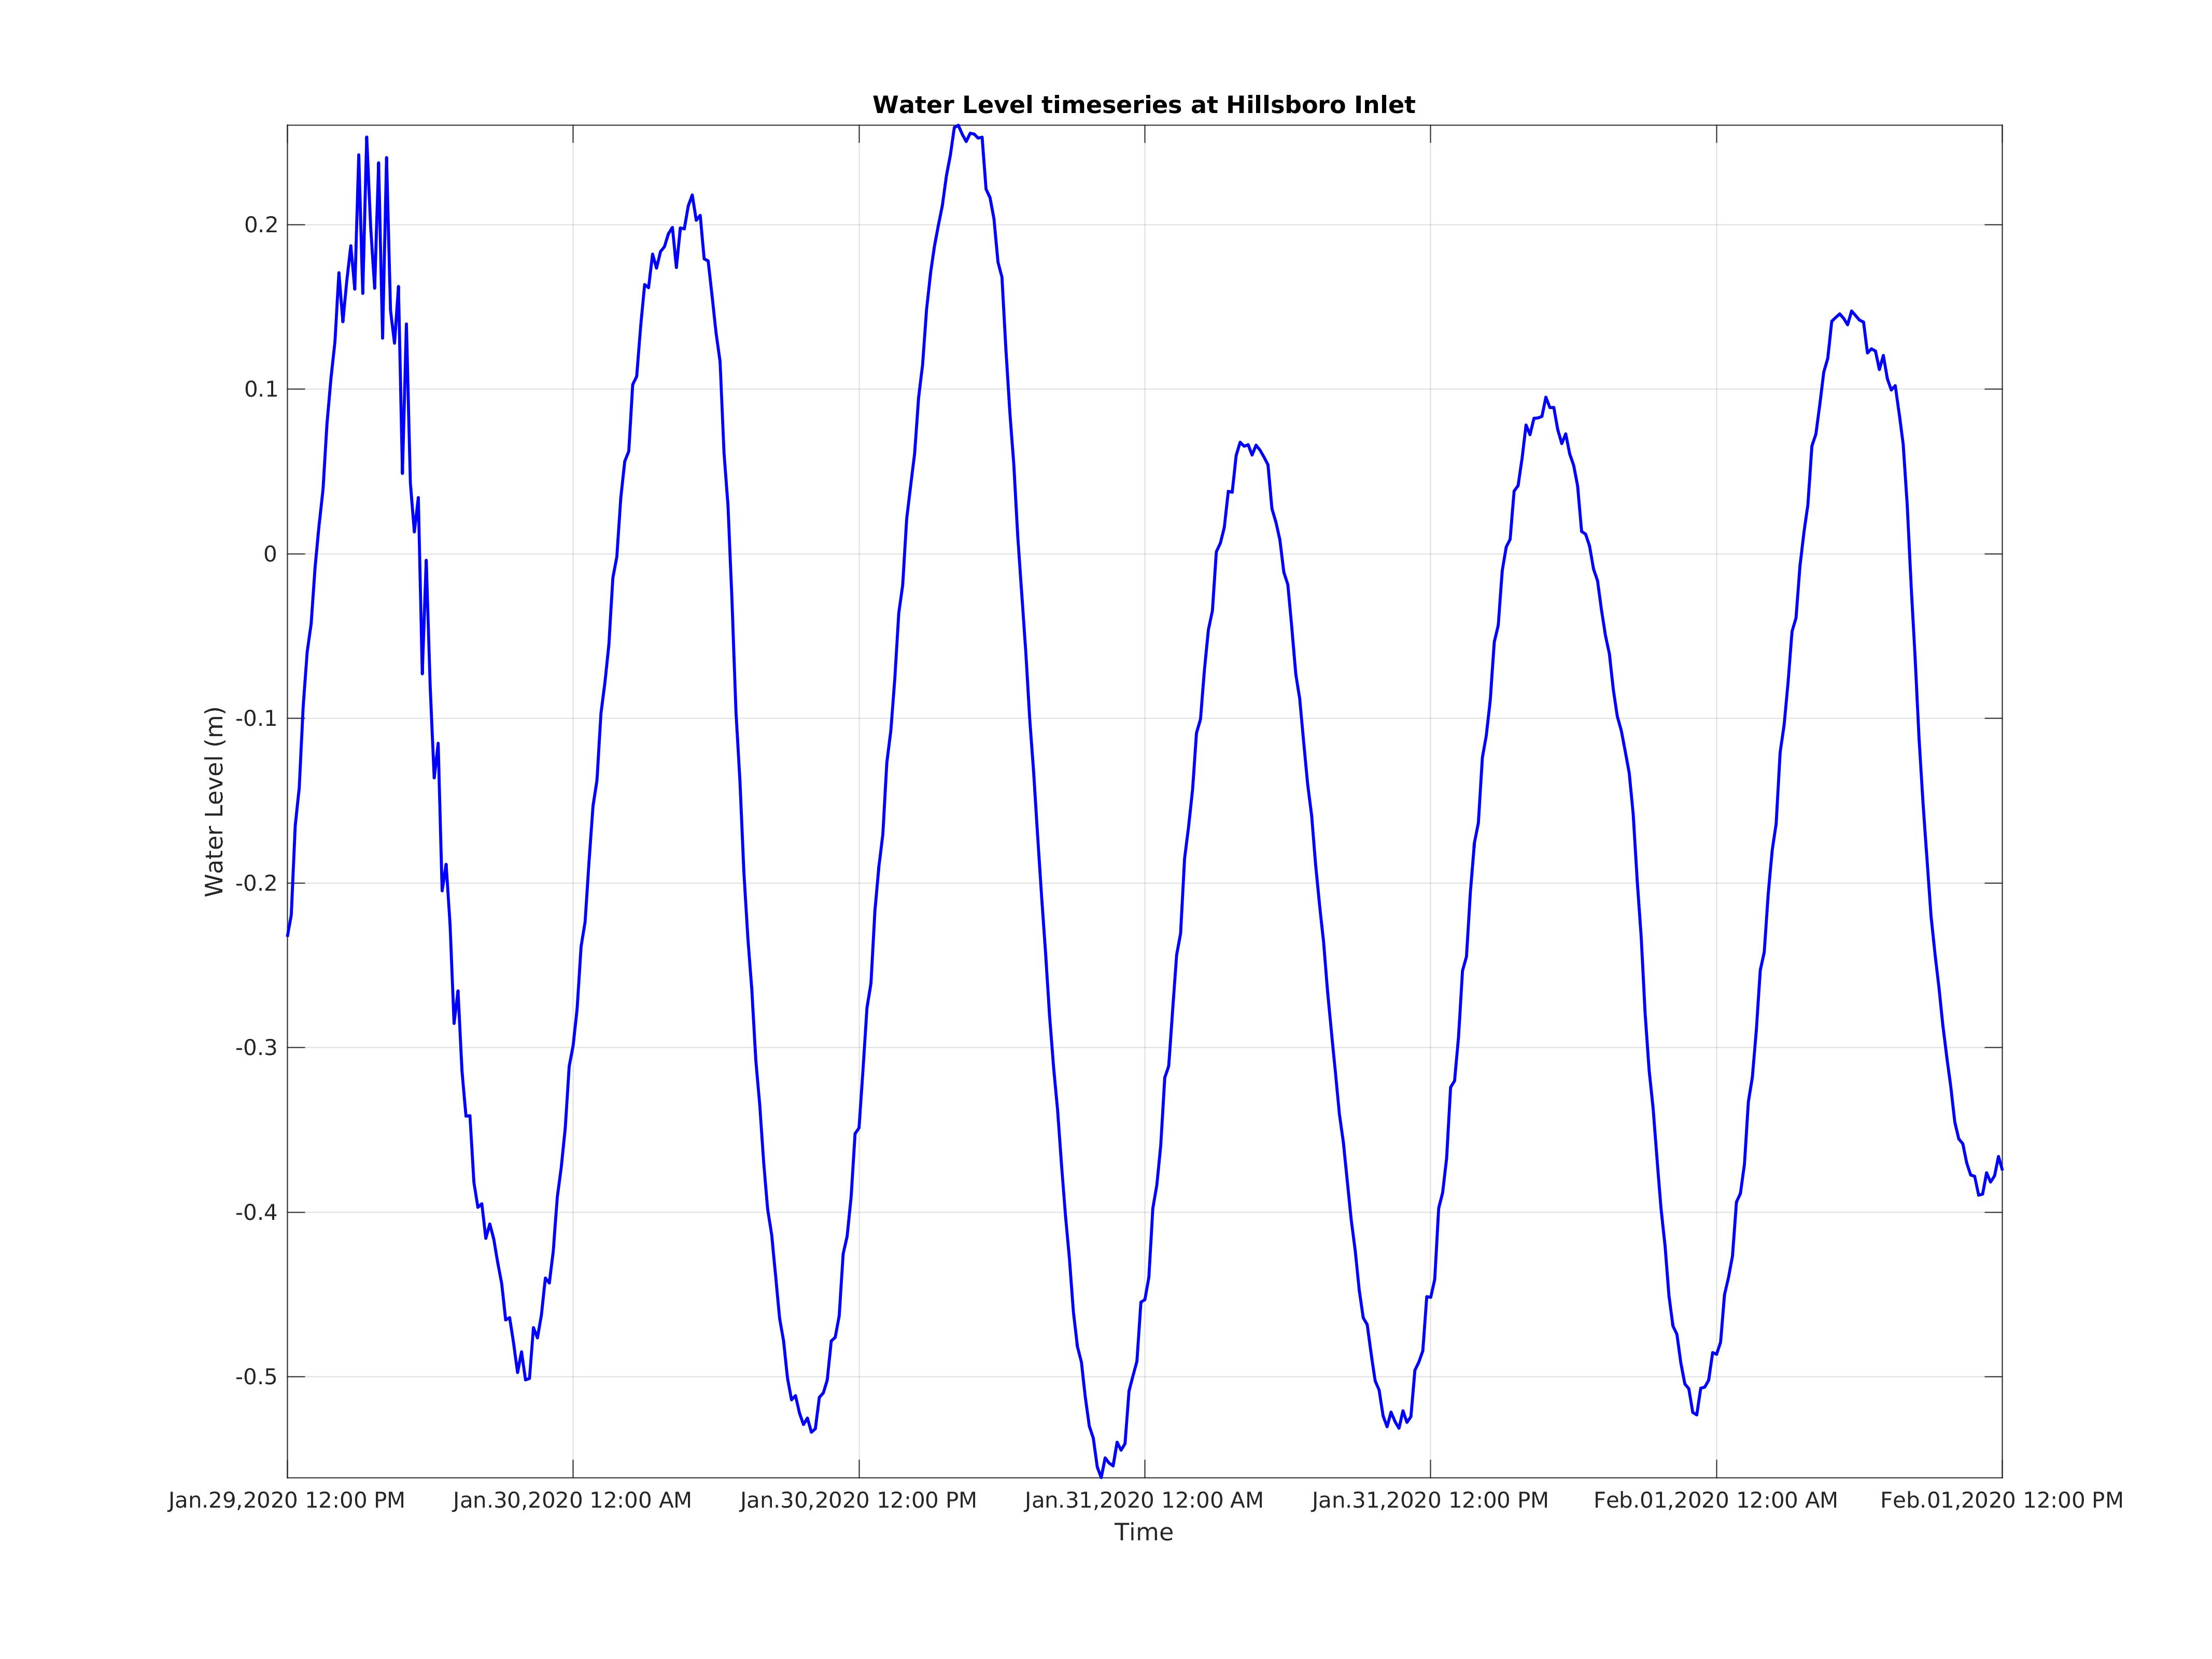 Water Level timeseries at Hillsboro Inlet
0.2
0.1
0
-0.1
-0.2
-0.3
-0.4
-0.5
Water Level (m)
Jan.29,2020 12:00 PM Jan.30,2020 12:00 AM Jan.30,2020 12:00 PM Jan.31,2020 12:00 AM Jan.31,2020 12:00 PM Feb.01,2020 12:00 AM Feb.01,2020 12:00 PM
Time